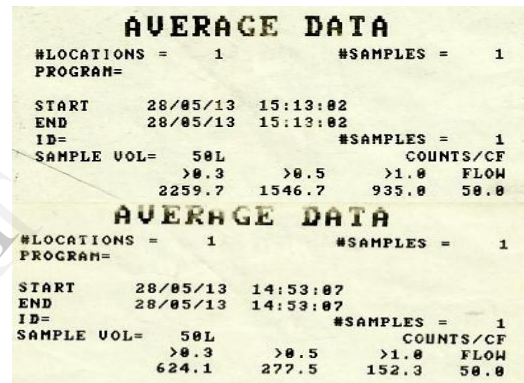 AVERAGE DATA
#LOCATIONS = 1 #SAMPLES = 1
PROGRAM=
START 28/05/13 15:13:02
END 28/05/13 15:13:02
ID= #SAMPLES = 1
SAMPLE VOL= 50L COUNTS/CF
>0.3 >0.5 >1.0 FLOW
2259.7 1546.7 935.0 50.0
AVERAGE DATA
#LOCATIONS = 1 #SAMPLES = 1
PROGRAM=
START 28/05/13 14:53:07
END 28/05/13 14:53:07
ID= #SAMPLES = 1
SAMPLE VOL= 50L COUNTS/CF
>0.3 >0.5 >1.0 FLOW
624.1 277.5 152.3 50.0